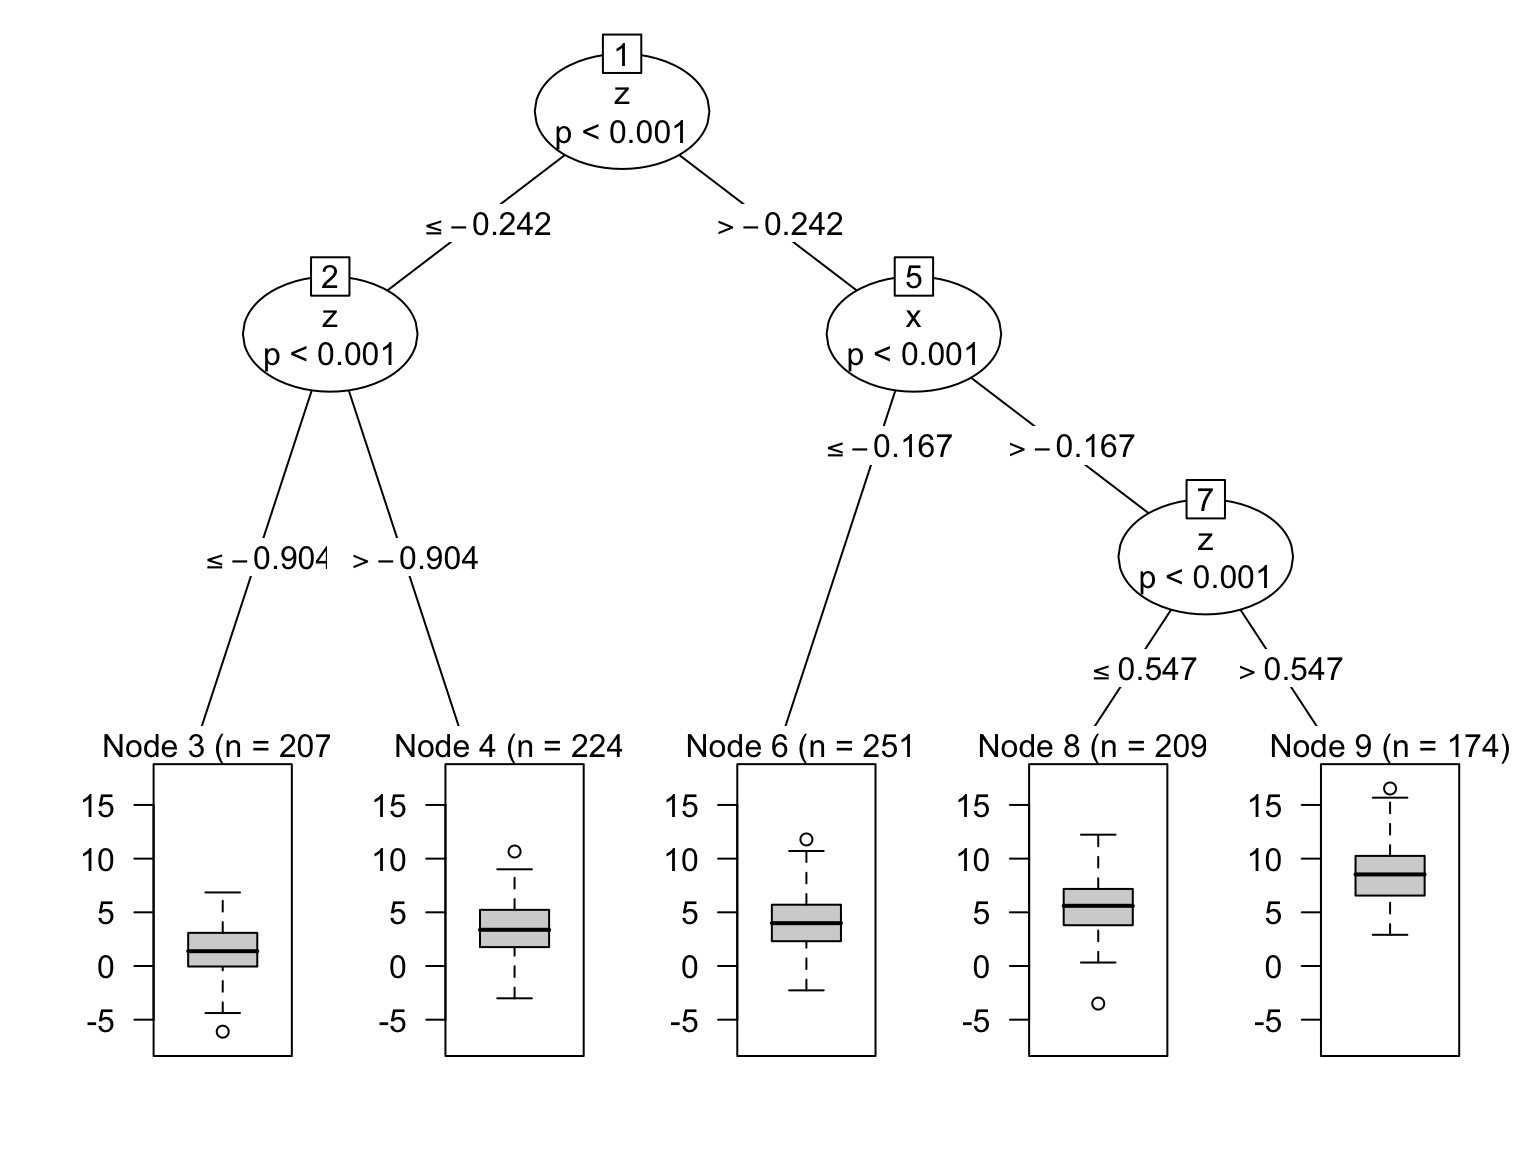 1
z
p < 0.001
≤ −0.242
> −0.242
2
z
p < 0.001
5
x
p < 0.001
≤ −0.167
> −0.167
7
z
p < 0.001
≤ −0.904
> −0.904
≤ 0.547
> 0.547
Node 3 (n = 207
Node 4 (n = 224
Node 6 (n = 251
Node 8 (n = 209
Node 9 (n = 174)
15
10
5
0
-5
15
10
5
0
-5
15
10
5
0
-5
15
10
5
0
-5
15
10
5
0
-5